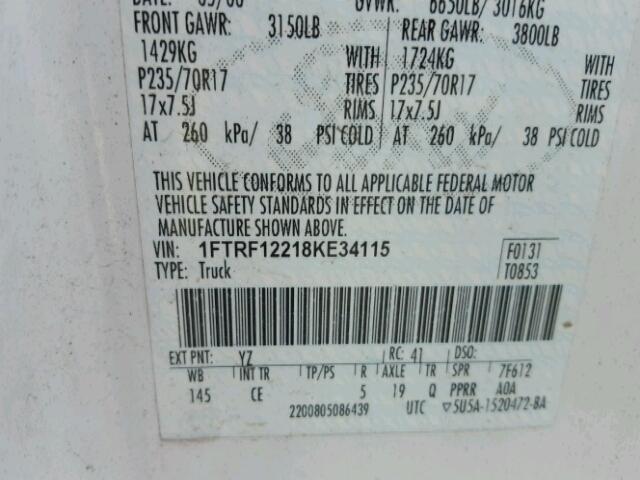 GVWR: 6650LB/ 3016KG
FRONT GAWR: 3150LB REAR GAWR: 3800LB
1429KG WITH 1724KG WITH
P235/70R17 TIRES P235/70R17 TIRES
17x7.5J RIMS 17x7.5J RIMS
AT 260 kPa/ 38 PSI COLD AT 260 kPa/ 38 PSI COLD
THIS VEHICLE CONFORMS TO ALL APPLICABLE FEDERAL MOTOR
VEHICLE SAFETY STANDARDS IN EFFECT ON THE DATE OF
MANUFACTURE SHOWN ABOVE.
VIN: 1FTRF12218KE34115 F0131
TYPE: Truck T0853
EXT PNT: YZ RC: 41 DSO:
WB INT TR TP/PS R AXLE TR SPR 7F612
145 CE 5 19 Q PPRR AOA
2200805086439 UTC ▽5U5A-1520472-BA